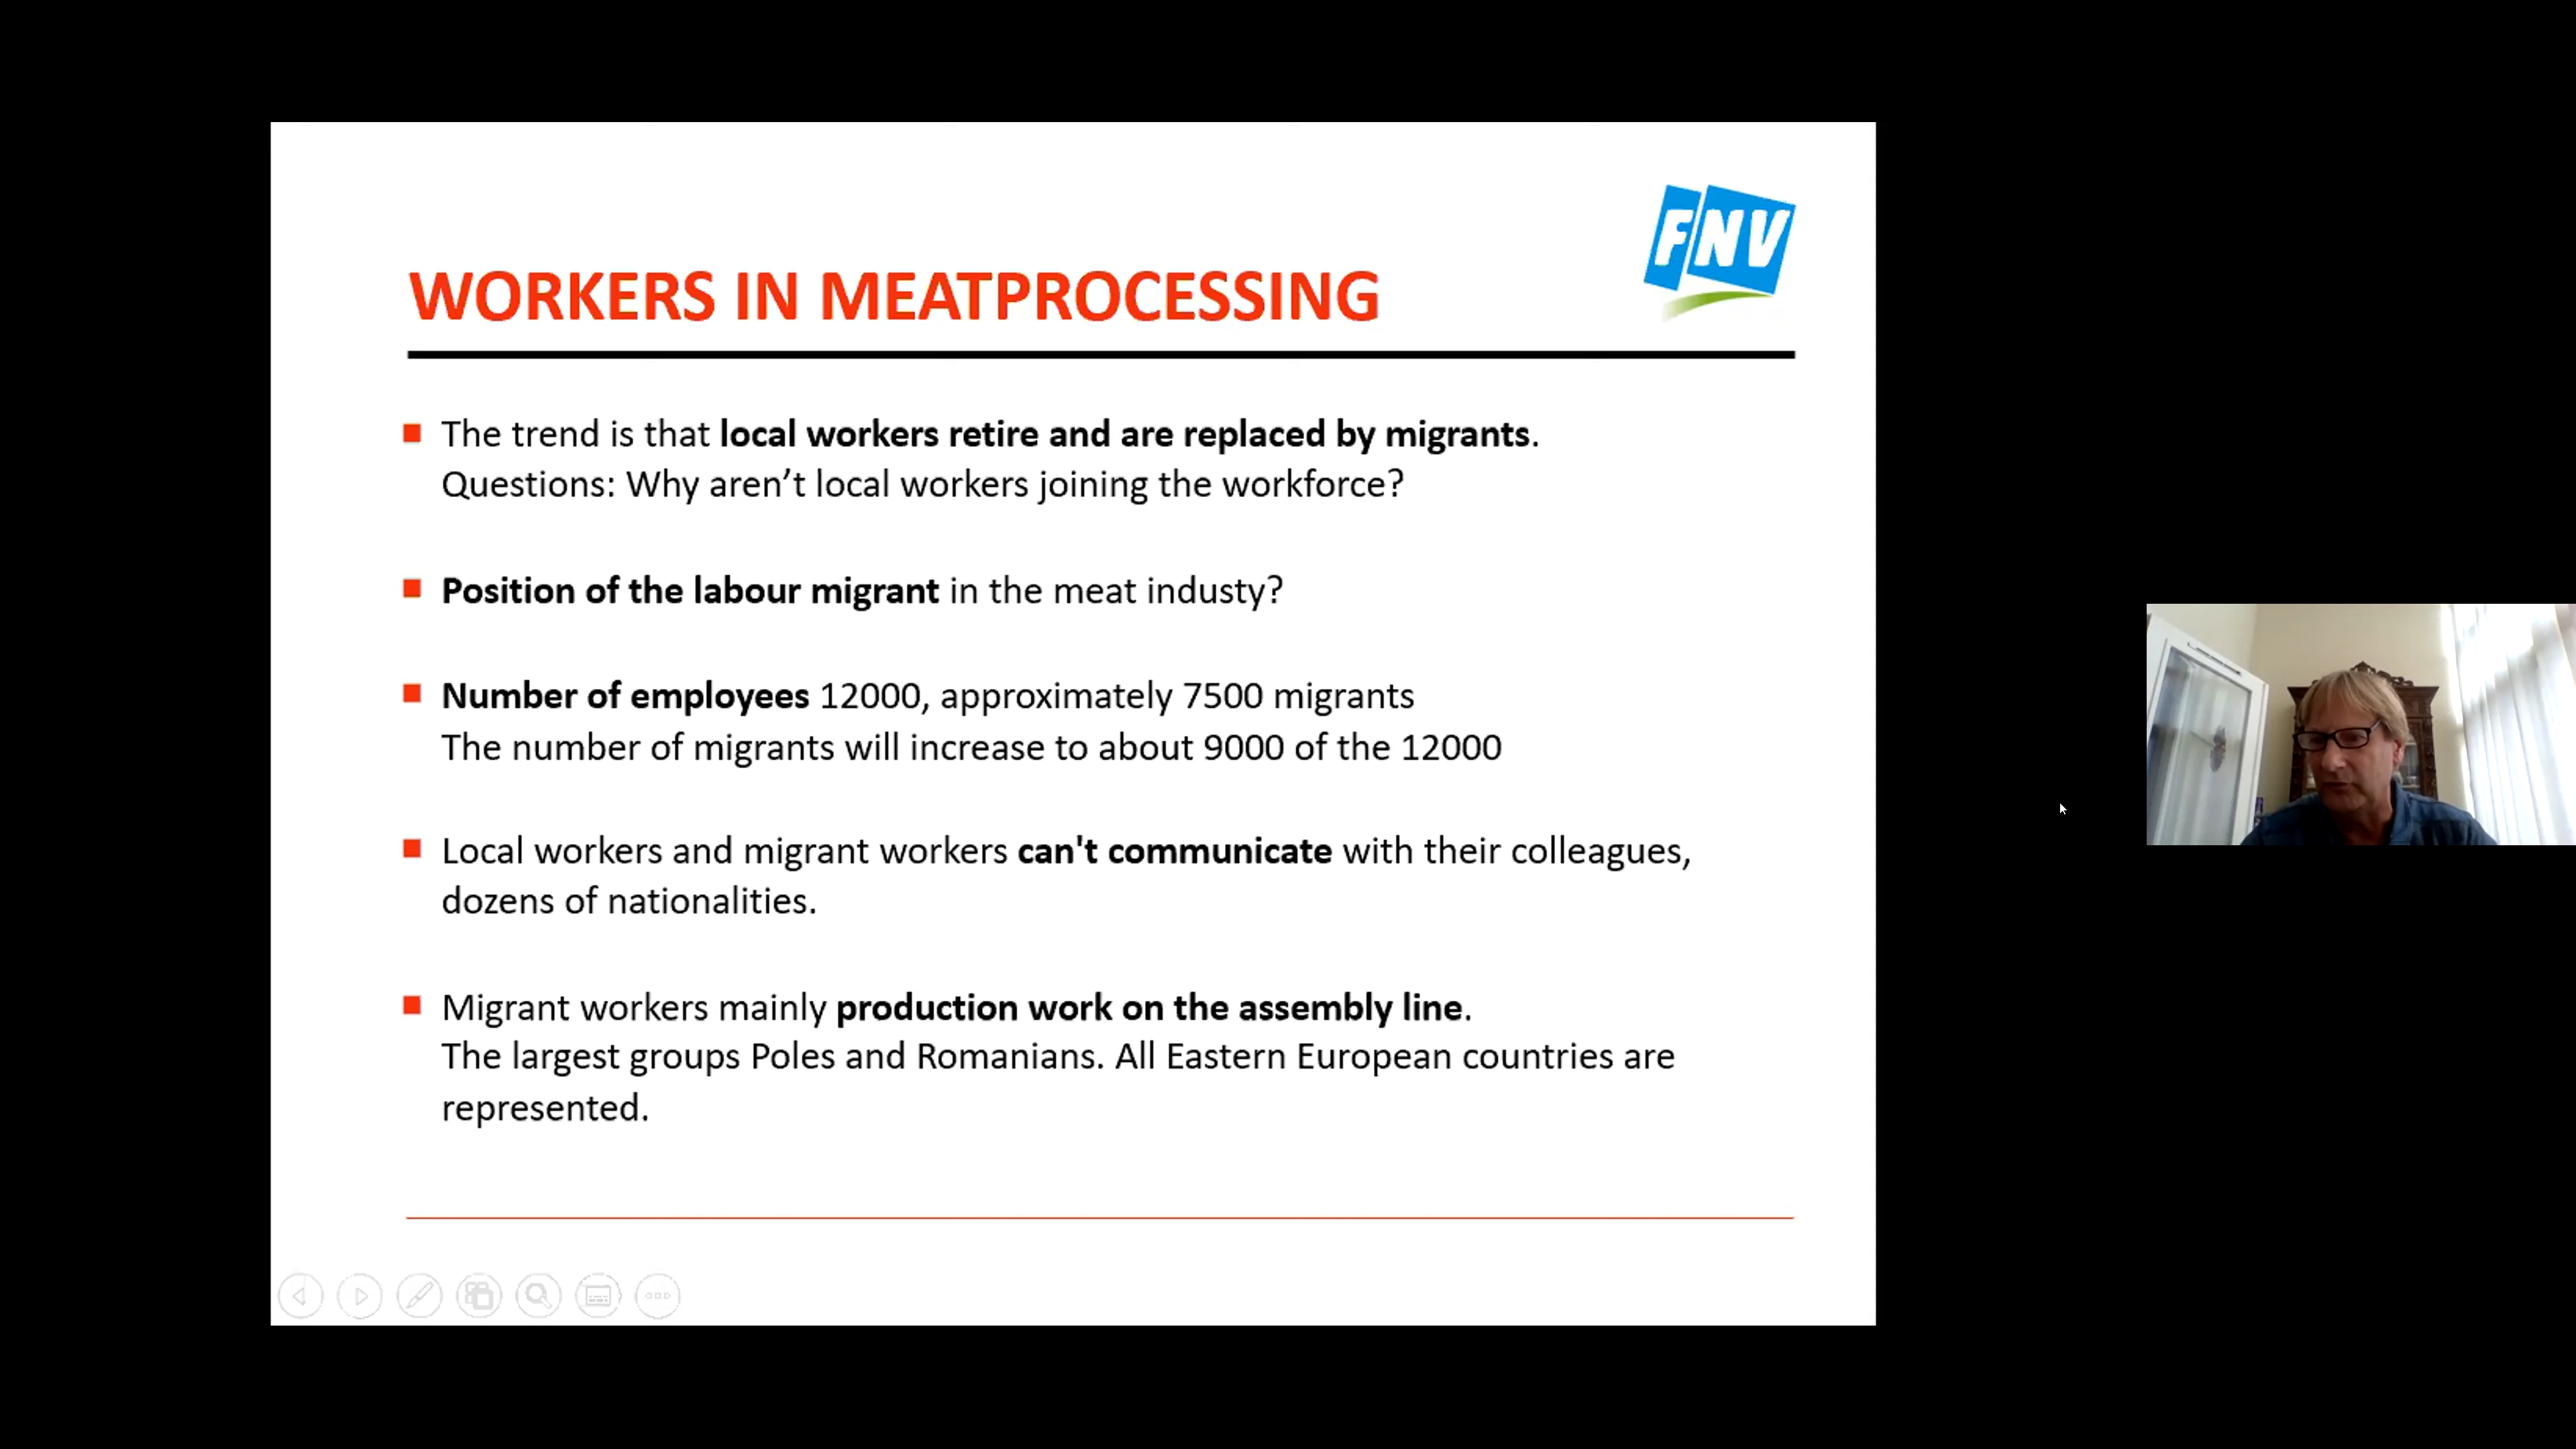 FNV
WORKERS IN MEATPROCESSING
The trend is that local workers retire and are replaced by migrants.
Questions: Why aren’t local workers joining the workforce?
Position of the labour migrant in the meat industy?
Number of employees 12000, approximately 7500 migrants
The number of migrants will increase to about 9000 of the 12000
Local workers and migrant workers can't communicate with their colleagues,
dozens of nationalities.
Migrant workers mainly production work on the assembly line.
The largest groups Poles and Romanians. All Eastern European countries are
represented.